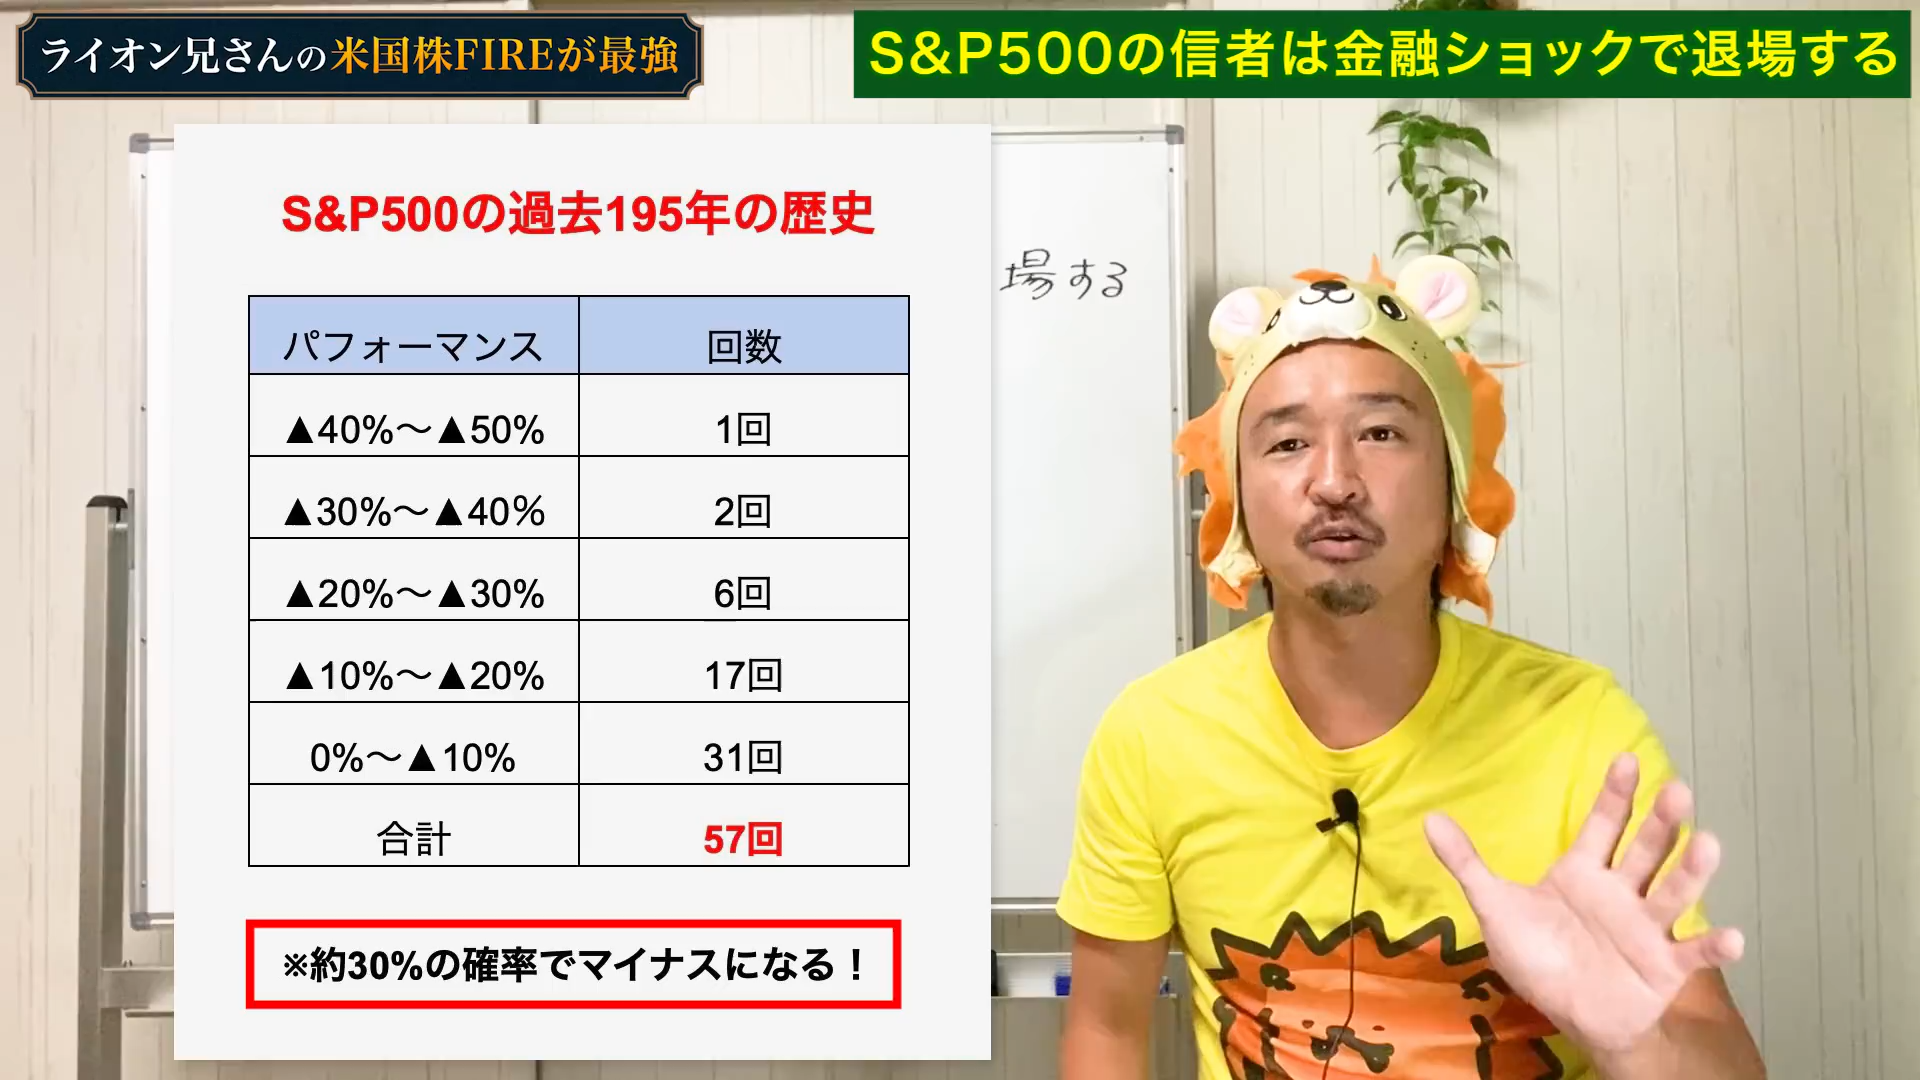 ライオン兄さんの米国株FIREが最強
S&P500の信者は金融ショックで退場する
S&P500の過去195年の歴史
パフォーマンス 回数
▲40%〜▲50% 1回
▲30%〜▲40% 2回
▲20%〜▲30% 6回
▲10%〜▲20% 17回
0%〜▲10% 31回
合計 57回
※約30%の確率でマイナスになる！
場する